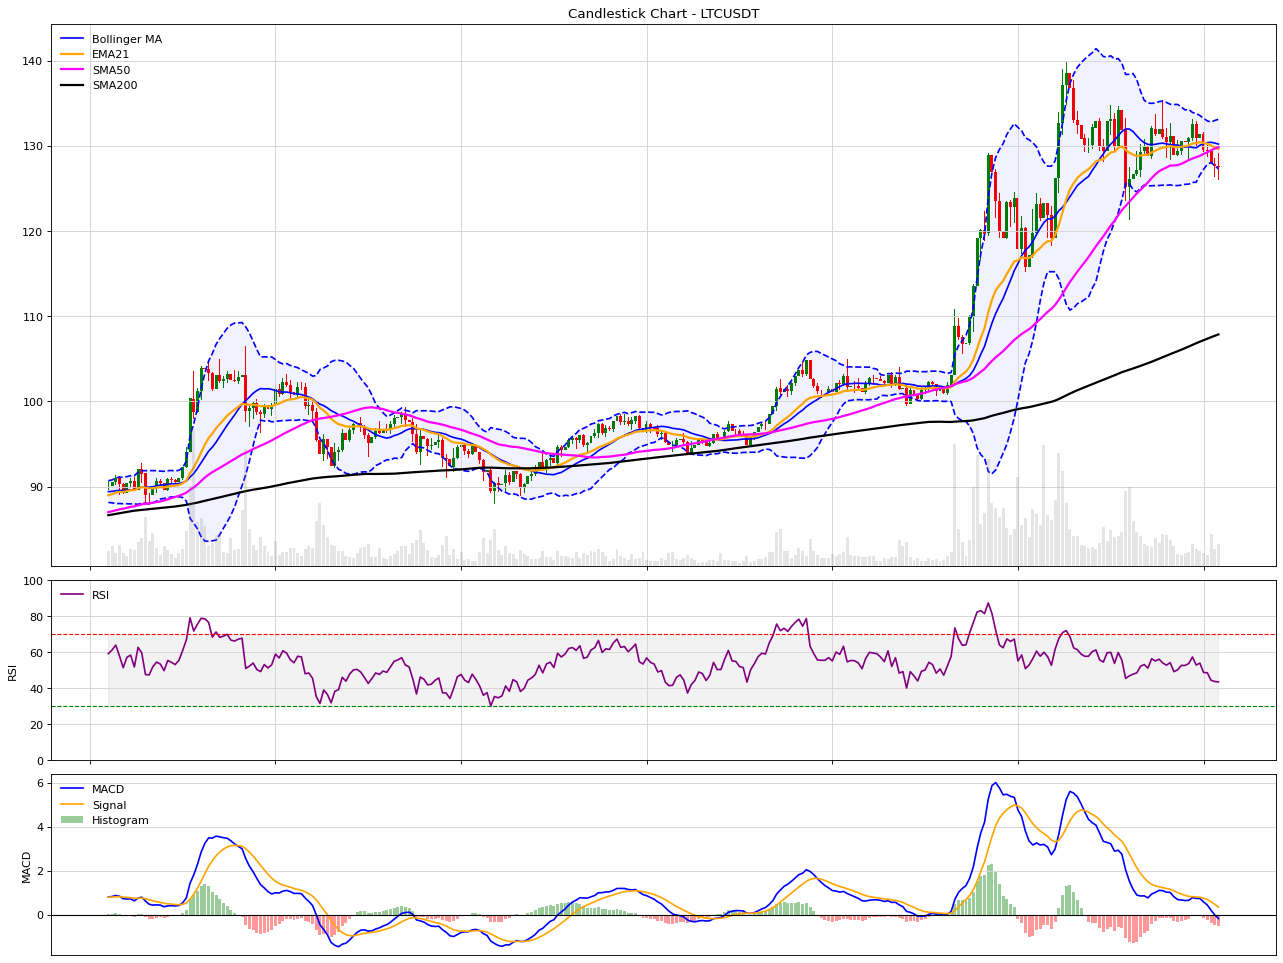 Candlestick Chart - LTCUSDT
Bollinger MA
EMA21
SMA50
SMA200
140
130
120
110
100
90
100
80
60
40
20
0
RSI
RSI
6
4
2
0
MACD
MACD
Signal
Histogram